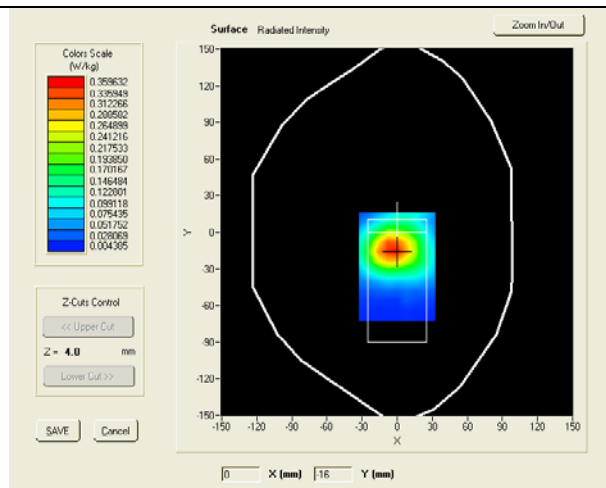 Surface Radiated Intensity
Zoom In/Out
Colors Scale
(W/kg)
0.359632
0.335949
0.312266
0.288582
0.264899
0.241216
0.217533
0.193850
0.170167
0.146484
0.122801
0.099118
0.075435
0.051752
0.028069
0.004385
Z-Cuts Control
<< Upper Cut
Z = 4.0 mm
Lower Cut >>
SAVE
Cancel
150-
120-
90-
60-
30-
0-
-30-
-60-
-90-
-120-
-150-
Y
-150 -120 -90 -60 -30 0 30 60 90 120 150
X
0 X (mm) -16 Y (mm)